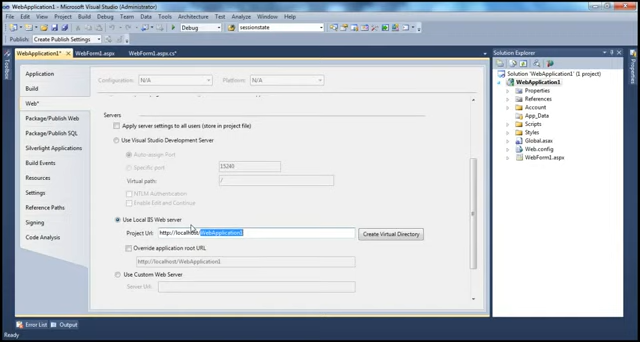 WebApplication1 - Microsoft Visual Studio (Administrator)
File Edit View Project Build Debug Team Data Tools Architecture Test Analyze Window Help
Debug sessionstate
Publish: Create Publish Settings
WebApplication1* WebForm1.aspx WebForm1.aspx.cs* Solution Explorer
Toolbox
Properties
Application
Build
Web*
Package/Publish Web
Package/Publish SQL
Silverlight Applications
Build Events
Resources
Settings
Reference Paths
Signing
Code Analysis
Configuration: N/A Platform: N/A
Servers
Apply server settings to all users (store in project file)
Use Visual Studio Development Server
Auto-assign Port
Specific port 15240
Virtual path: /
NTLM Authentication
Enable Edit and Continue
Use Local IIS Web server
Project Url: http://localhost/WebApplication1 Create Virtual Directory
Override application root URL
http://localhost/WebApplication1
Use Custom Web Server
Server Url:
Solution 'WebApplication1' (1 project)
WebApplication1
Properties
References
Account
App_Data
Scripts
Styles
Global.asax
Web.config
WebForm1.aspx
Error List Output
Ready